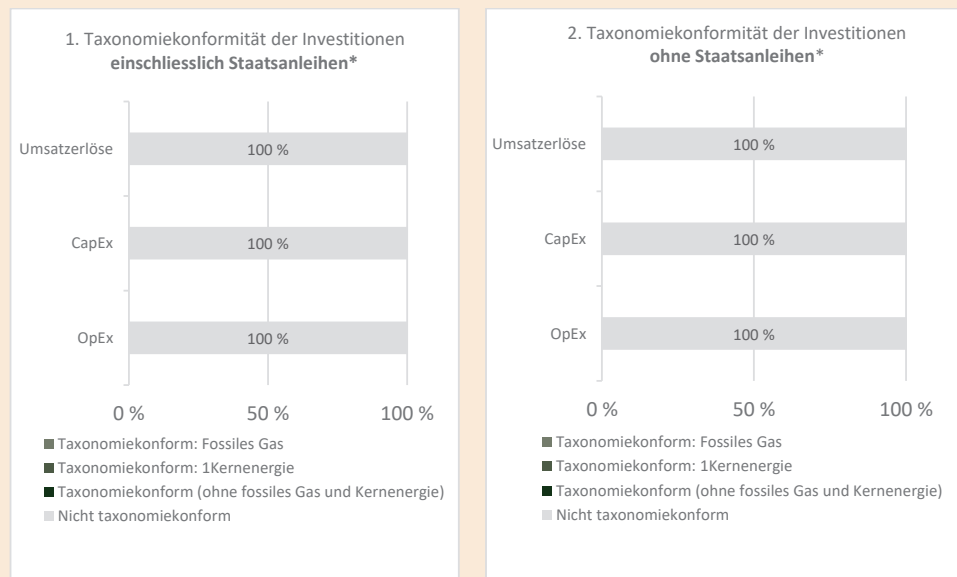 1. Taxonomiekonformität der Investitionen
einschliesslich Staatsanleihen*
Umsatzerlöse
100 %
CapEx
100 %
OpEx
100 %
0 %
50 %
100 %
Taxonomiekonform: Fossiles Gas
Taxonomiekonform: 1Kernenergie
Taxonomiekonform (ohne fossiles Gas und Kernenergie)
Nicht taxonomiekonform
2. Taxonomiekonformität der Investitionen
ohne Staatsanleihen*
Umsatzerlöse
100 %
CapEx
100 %
OpEx
100 %
0 %
50 %
100 %
Taxonomiekonform: Fossiles Gas
Taxonomiekonform: 1Kernenergie
Taxonomiekonform (ohne fossiles Gas und Kernenergie)
Nicht taxonomiekonform